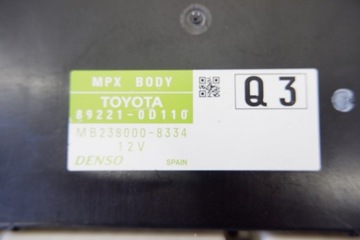 MPX BODY
TOYOTA
89221-0D110
MB238000-8334
12V
DENSO
SPAIN
Q3